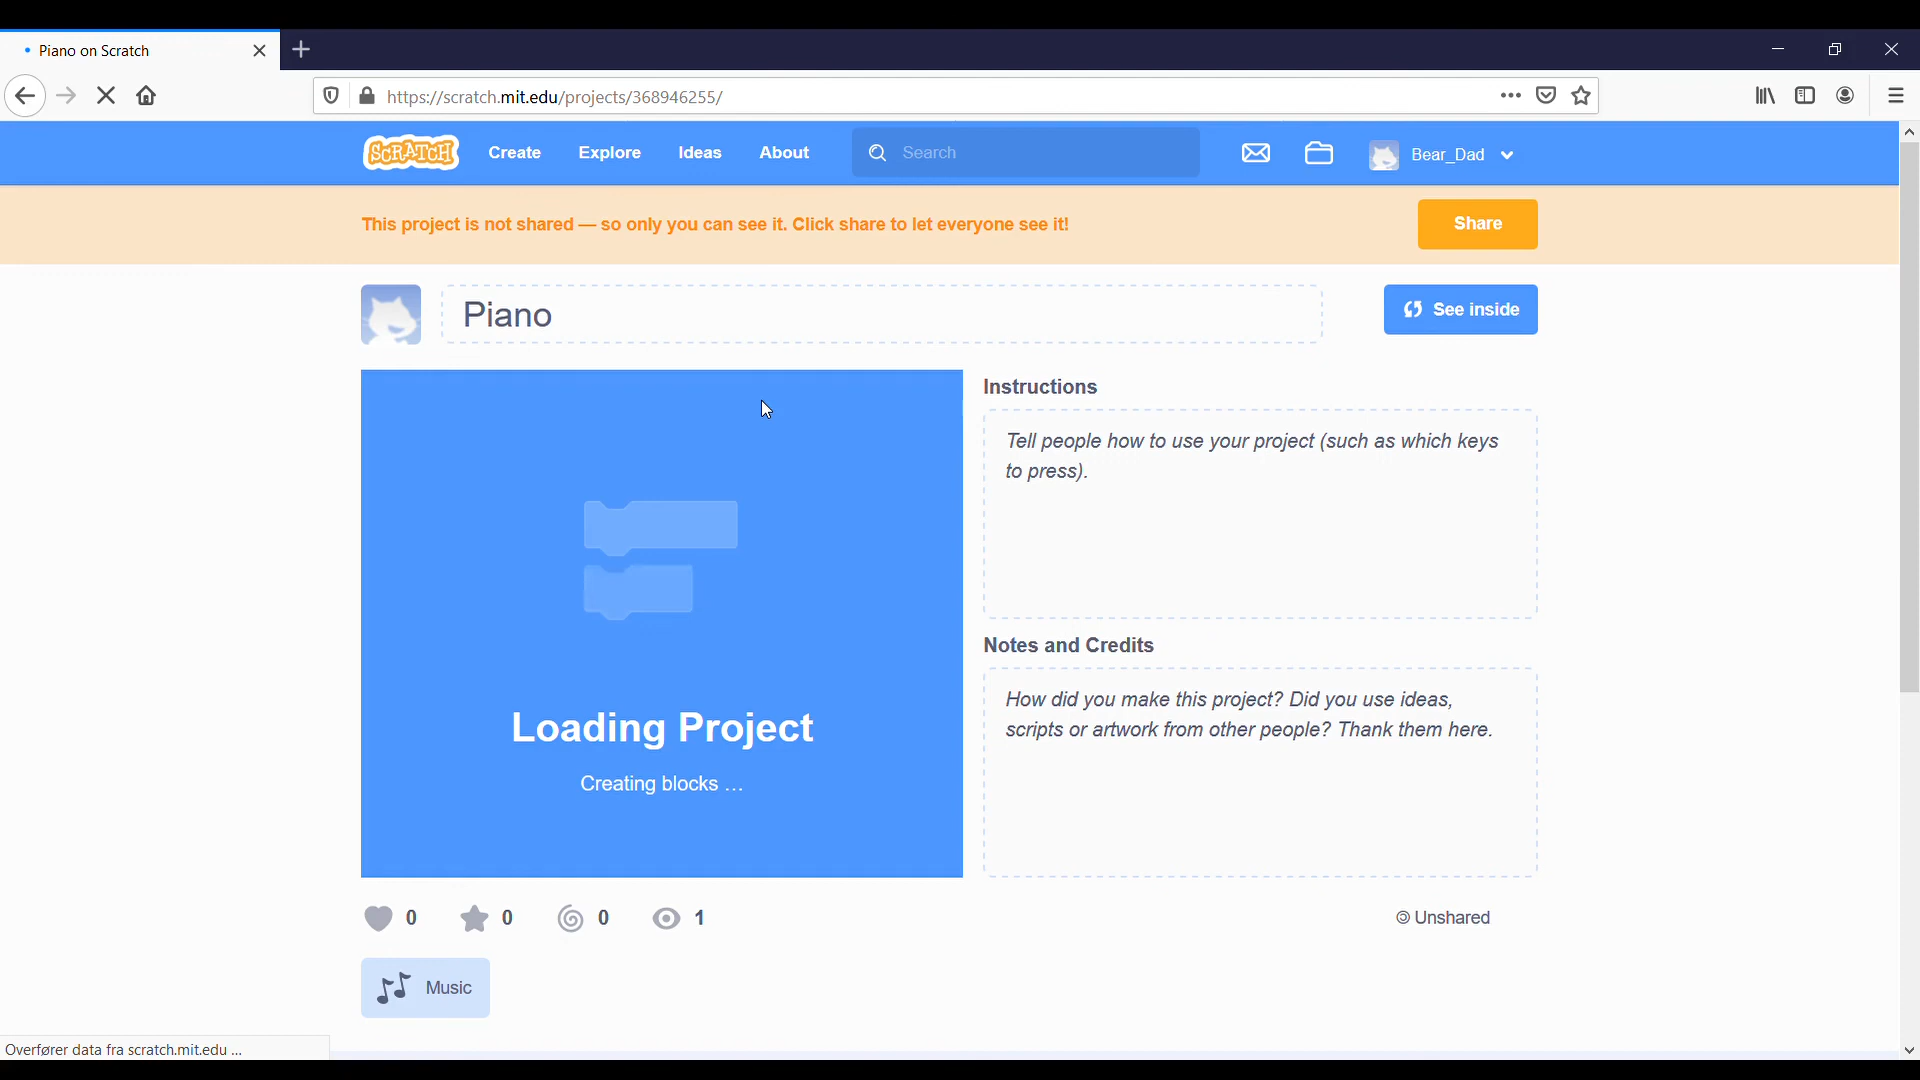 Piano on Scratch
https://scratch.mit.edu/projects/368946255/
SCRATCH
Create
Explore
Ideas
About
Search
Bear_Dad
This project is not shared — so only you can see it. Click share to let everyone see it!
Share
Piano
See inside
Instructions
Tell people how to use your project (such as which keys
to press).
Loading Project
Creating blocks …
Notes and Credits
How did you make this project? Did you use ideas,
scripts or artwork from other people? Thank them here.
0
0
0
1
Unshared
Music
Overfører data fra scratch.mit.edu ...